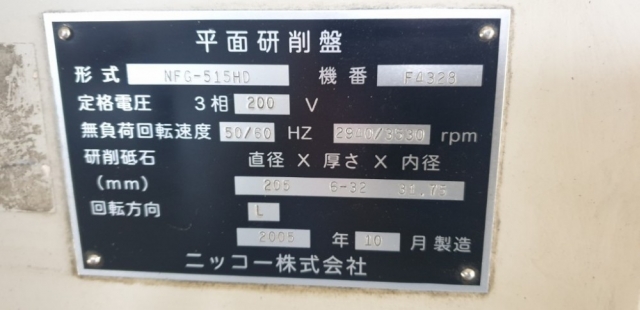 平面研削盤
形式 NFG-515HD 機番 F4328
定格電圧 3相 200 V
無負荷回転速度 50/60 HZ 2940/3530 rpm
研削砥石 直径 X 厚さ X 内径
(mm) 205 6-32 31.75
回転方向 L
2005 年 10 月製造
ニッコー株式会社